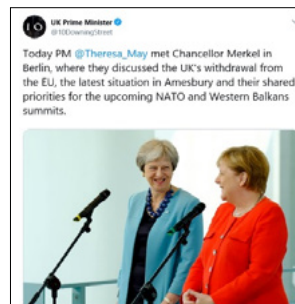 10
UK Prime Minister
@10DowningStreet
Today PM @Theresa_May met Chancellor Merkel in
Berlin, where they discussed the UK's withdrawal from
the EU, the latest situation in Amesbury and their shared
priorities for the upcoming NATO and Western Balkans
summits.